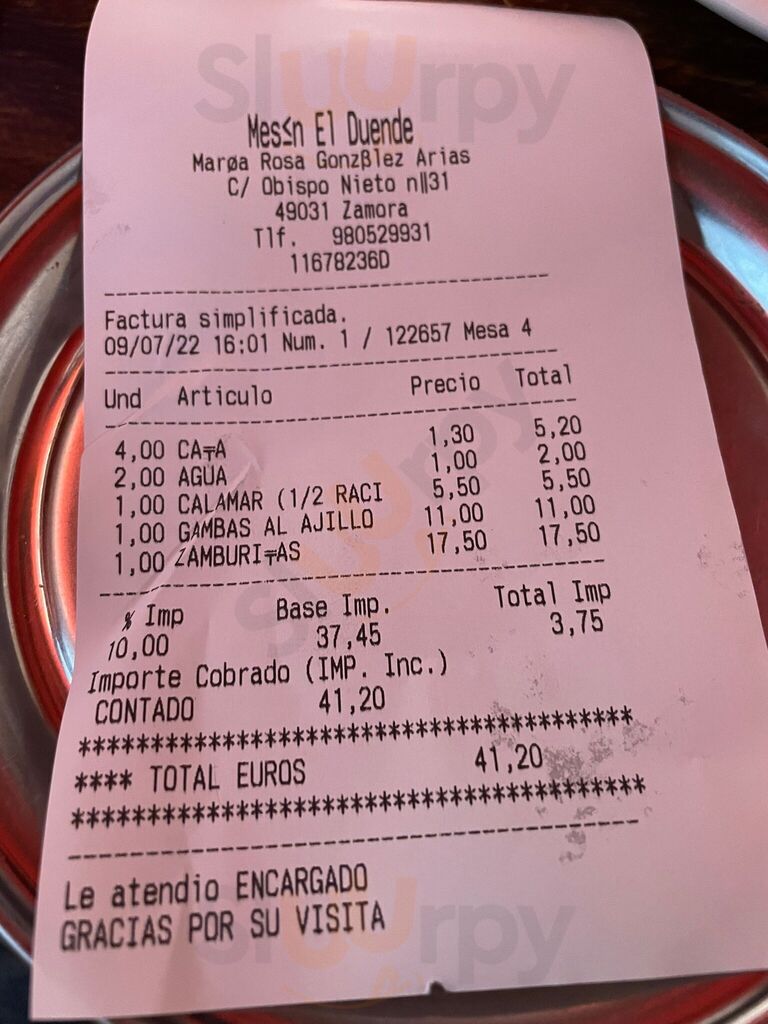 Sluurpy
Mes≤n El Duende
Marøa Rosa Gonzßlez Arias
C/ Obispo Nieto n║31
49031 Zamora
Tlf. 980529931
11678236D
Factura simplificada.
09/07/22 16:01 Num. 1 / 122657 Mesa 4
Und Articulo Precio Total
4,00 CA╤A 1,30 5,20
2,00 AGUA 1,00 2,00
1,00 CALAMAR (1/2 RACI 5,50 5,50
1,00 GAMBAS AL AJILLO 11,00 11,00
1,00 ZAMBURI╤AS 17,50 17,50
% Imp Base Imp. Total Imp
10,00 37,45 3,75
Importe Cobrado (IMP. Inc.)
CONTADO 41,20
****************************************
**** TOTAL EUROS 41,20
****************************************
Le atendio ENCARGADO
GRACIAS POR SU VISITA
Sluurpy